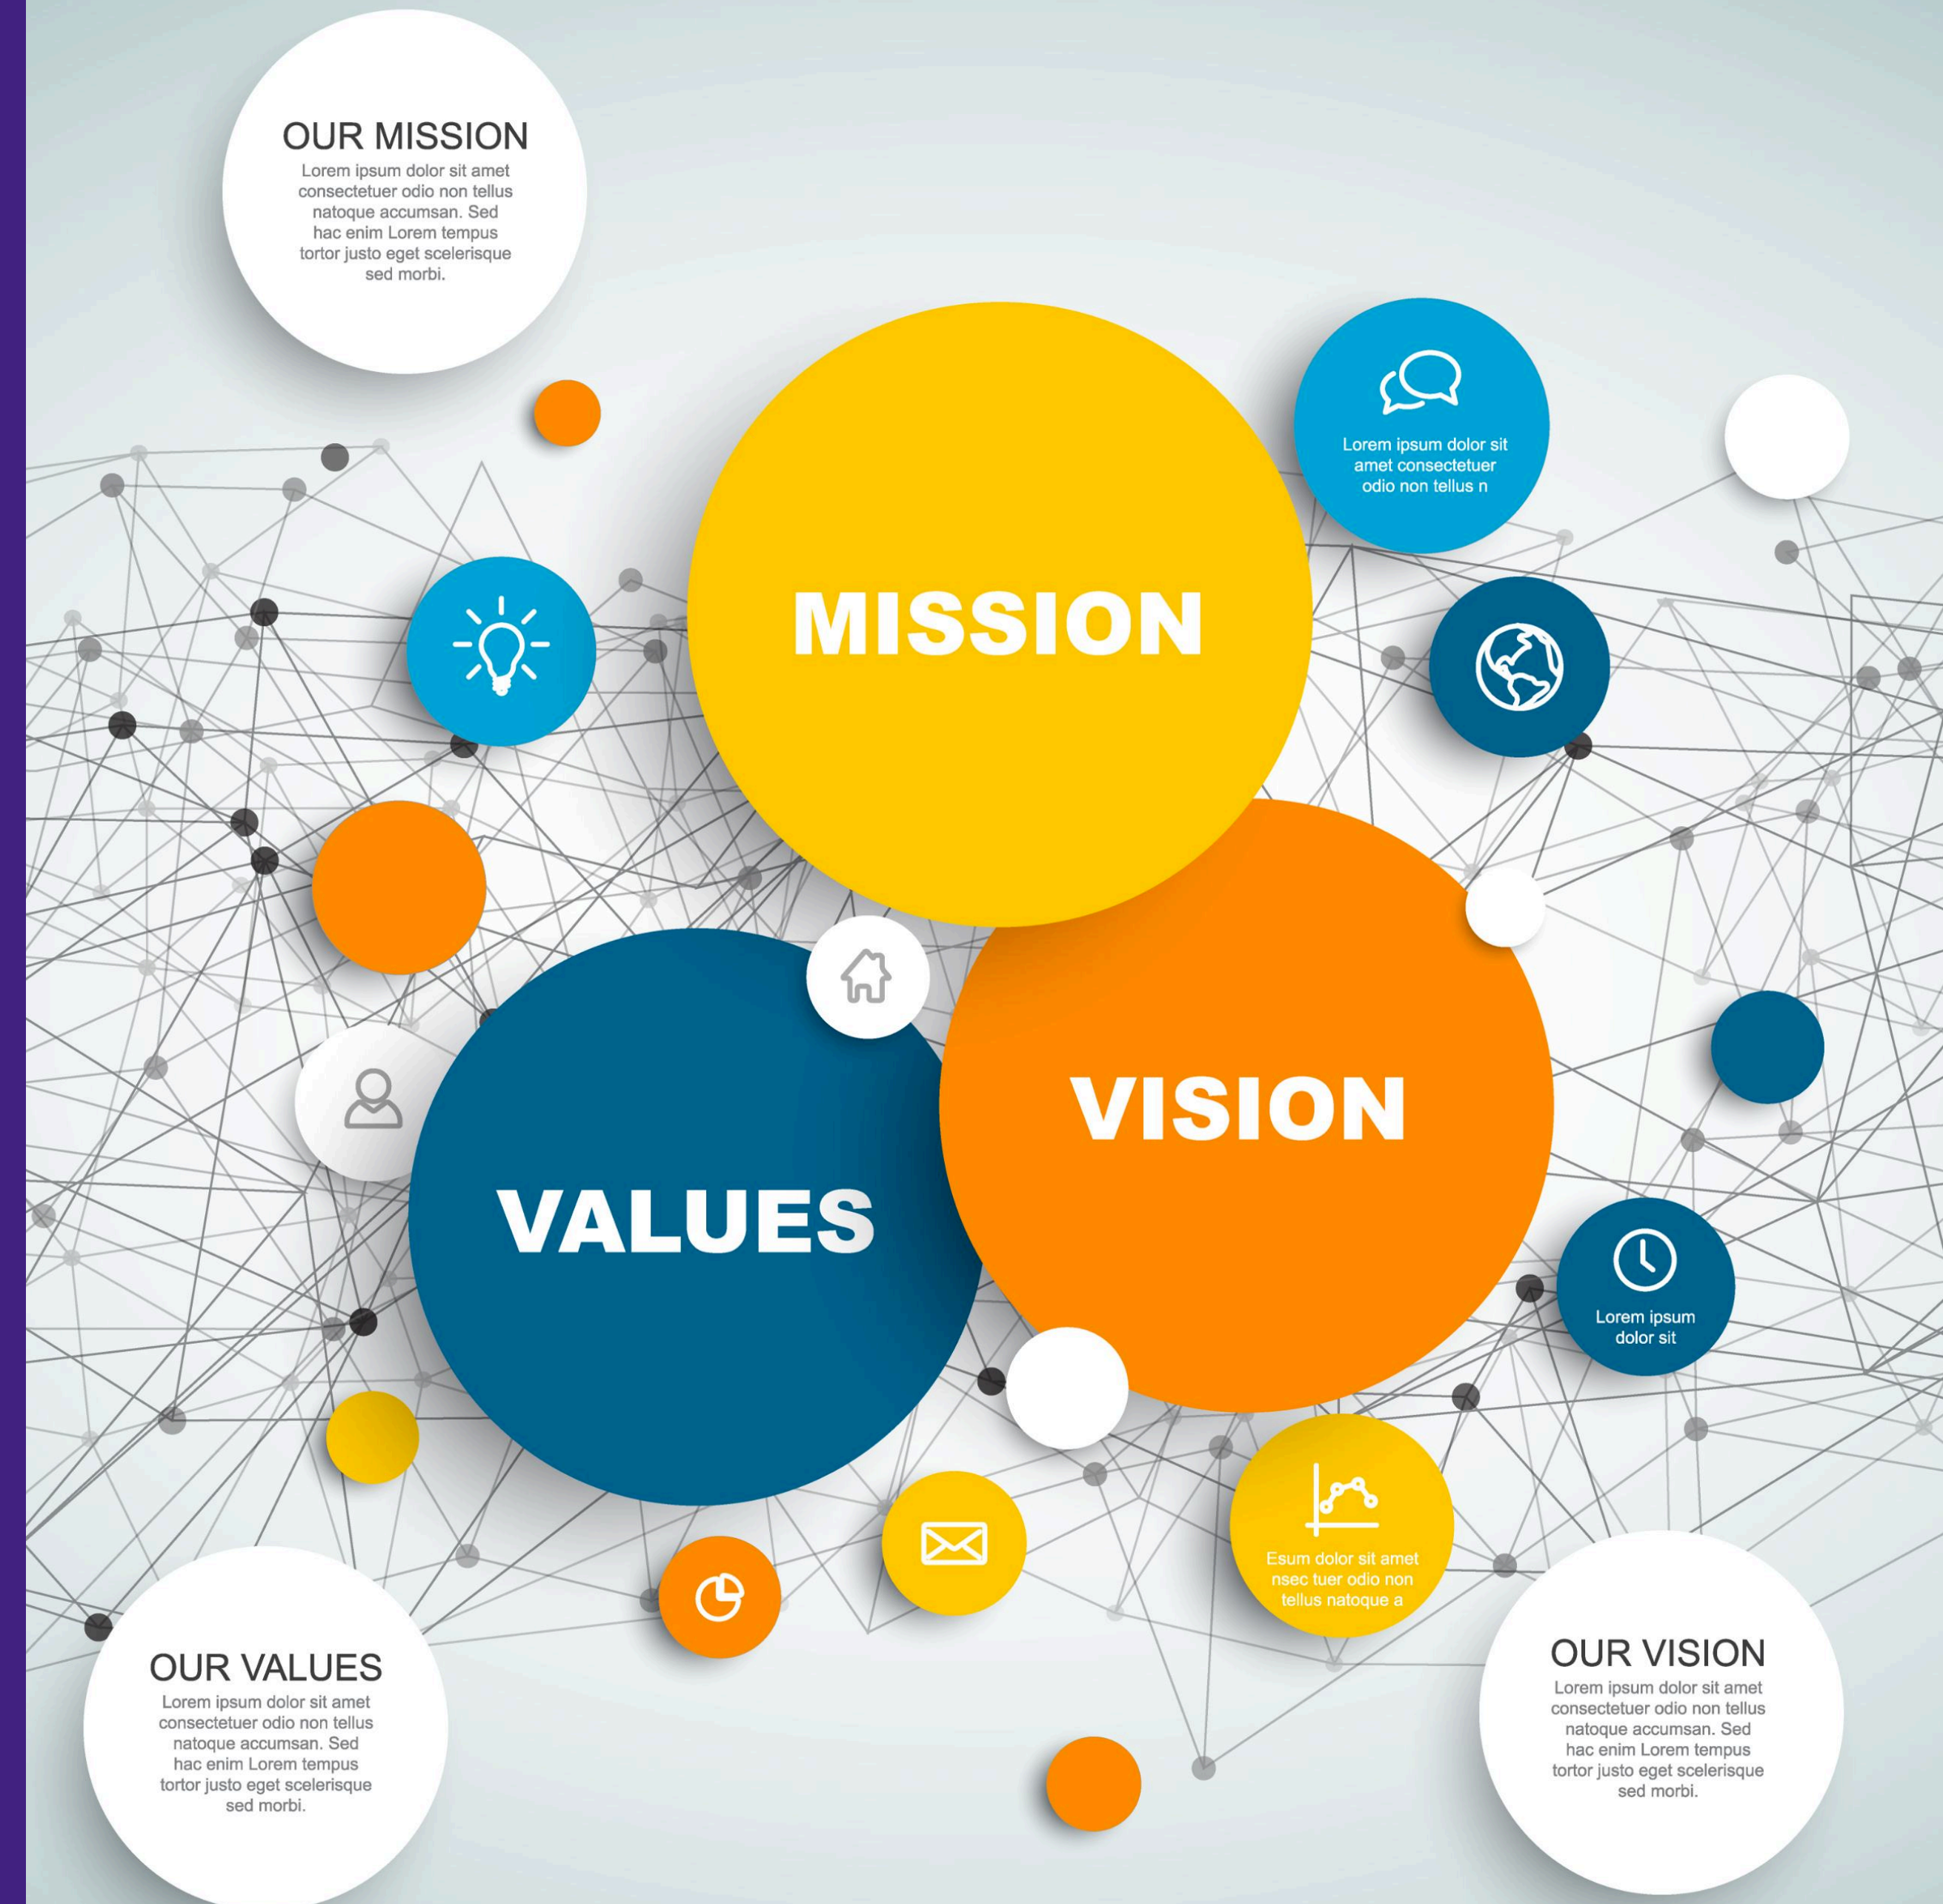 OUR MISSION
Lorem ipsum dolor sit amet
consectetuer odio non tellus
natoque accumsan. Sed
hac enim Lorem tempus
tortor justo eget scelerisque
sed morbi.
Lorem ipsum dolor sit
amet consectetuer
odio non tellus n
MISSION
VISION
VALUES
Lorem ipsum
dolor sit
Esum dolor sit amet
nsec tuer odio non
tellus natoque a
OUR VALUES
Lorem ipsum dolor sit amet
consectetuer odio non tellus
natoque accumsan. Sed
hac enim Lorem tempus
tortor justo eget scelerisque
sed morbi.
OUR VISION
Lorem ipsum dolor sit amet
consectetuer odio non tellus
natoque accumsan. Sed
hac enim Lorem tempus
tortor justo eget scelerisque
sed morbi.